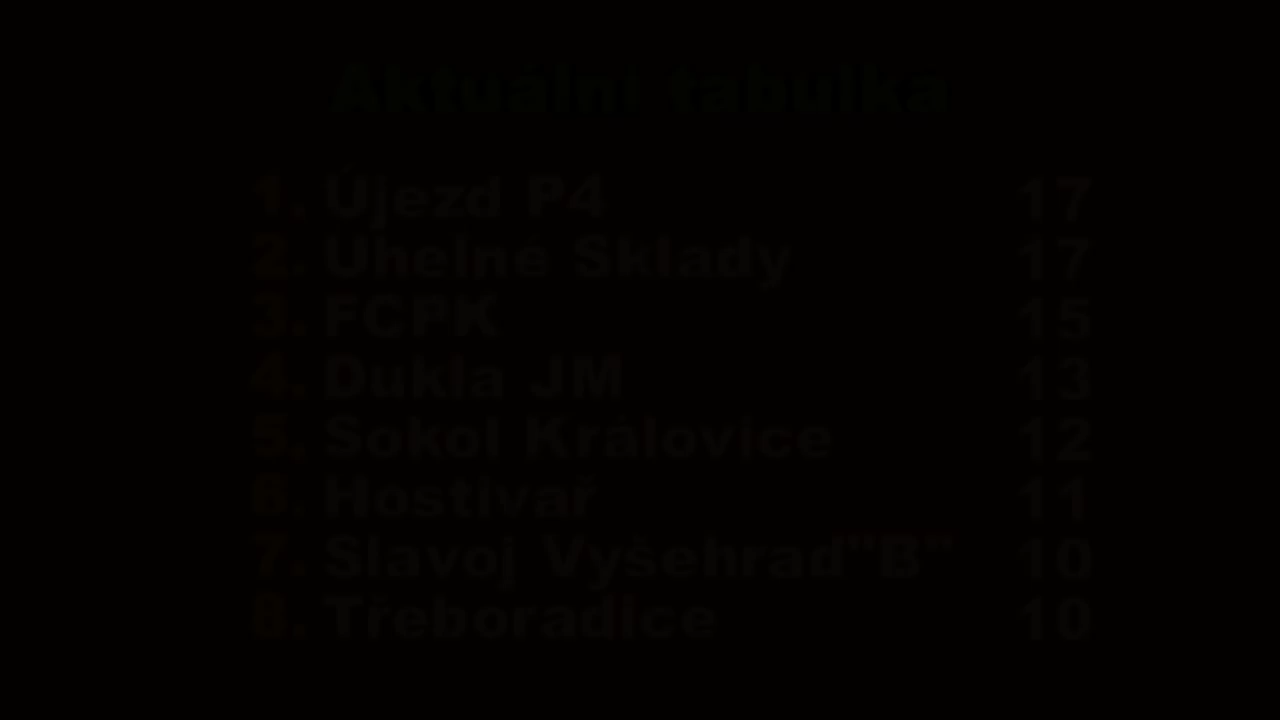 Aktuální tabulka
1. Újezd P4 17
2. Uhelné Sklady 17
3. FCPK 15
4. Dukla JM 13
5. Sokol Královice 12
6. Hostivař 11
7. Slavoj Vyšehrad"B" 10
8. Třeboradice 10